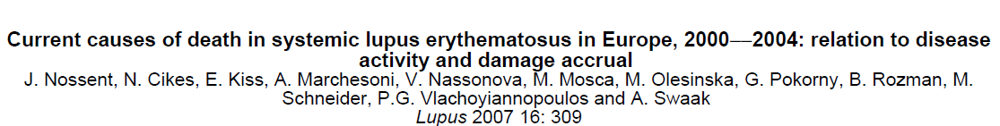 Current causes of death in systemic lupus erythematosus in Europe, 2000—2004: relation to disease
activity and damage accrual
J. Nossent, N. Cikes, E. Kiss, A. Marchesoni, V. Nassonova, M. Mosca, M. Olesinska, G. Pokorny, B. Rozman, M.
Schneider, P.G. Vlachoyiannopoulos and A. Swaak
Lupus 2007 16: 309